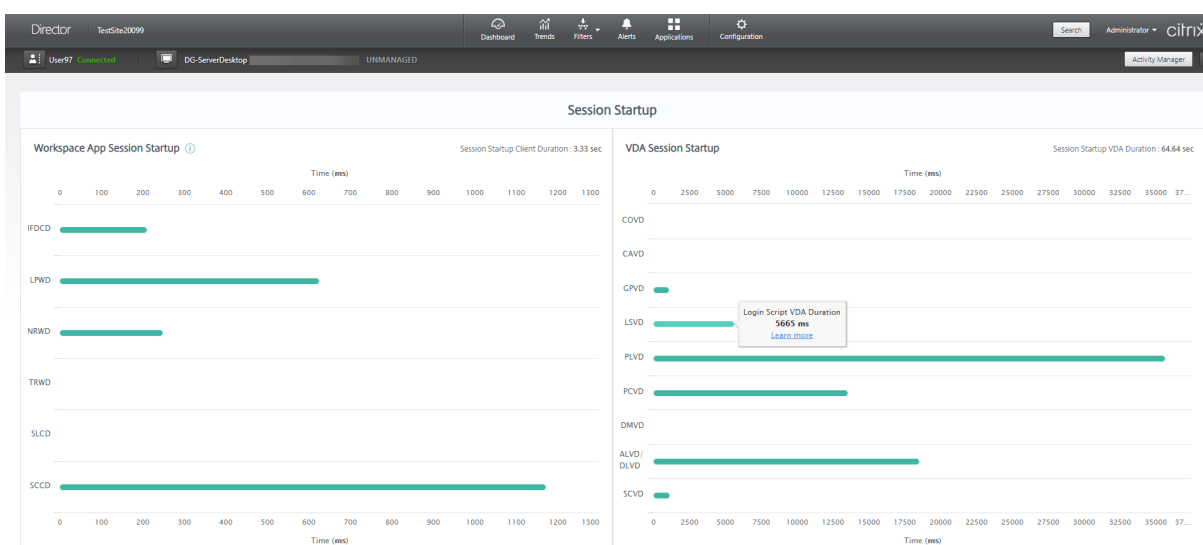 Director TestSite20099 Dashboard Trends Filters Alerts Applications Configuration Search Administrator citrix
User97 Connected DG-ServerDesktop UNMANAGED Activity Manager
Session Startup
Workspace App Session Startup Session Startup Client Duration : 3.33 sec
Time (ms)
0 100 200 300 400 500 600 700 800 900 1000 1100 1200 1300
IFDCD
LPWD
NRWD
TRWD
SLCD
SCCD
0 100 200 300 400 500 600 700 800 900 1000 1100 1200 1300
Time (ms)
VDA Session Startup Session Startup VDA Duration : 64.64 sec
Time (ms)
0 2500 5000 7500 10000 12500 15000 17500 20000 22500 25000 27500 30000 32500 35000 37...
COVD
CAVD
GPVD
LSVD
Login Script VDA Duration
5665 ms
Learn more
PLVD
PCVD
DMVD
ALVD/
DLVD
SCVD
0 2500 5000 7500 10000 12500 15000 17500 20000 22500 25000 27500 30000 32500 35000 37...
Time (ms)